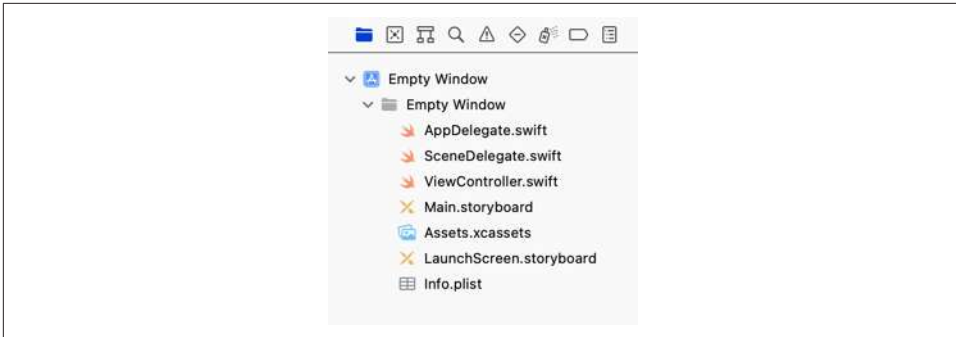 Empty Window
Empty Window
AppDelegate.swift
SceneDelegate.swift
ViewController.swift
Main.storyboard
Assets.xcassets
LaunchScreen.storyboard
Info.plist